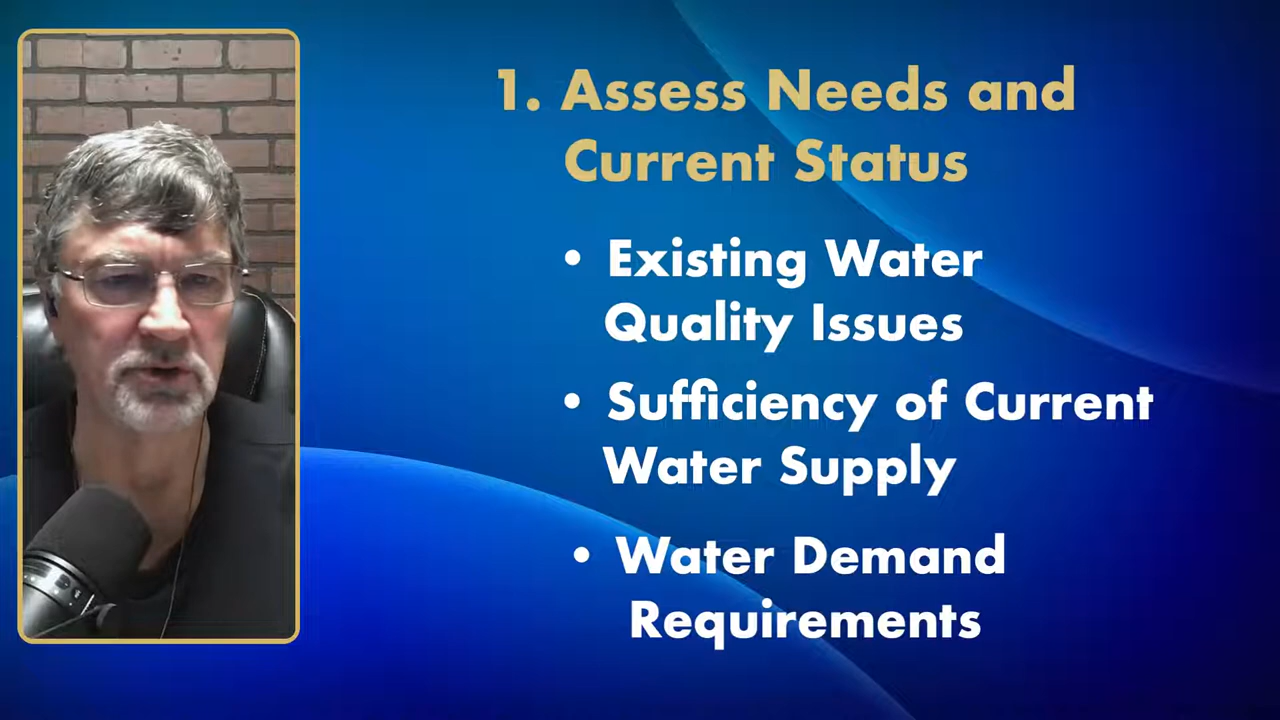 1. Assess Needs and
Current Status
• Existing Water
Quality Issues
• Sufficiency of Current
Water Supply
• Water Demand
Requirements